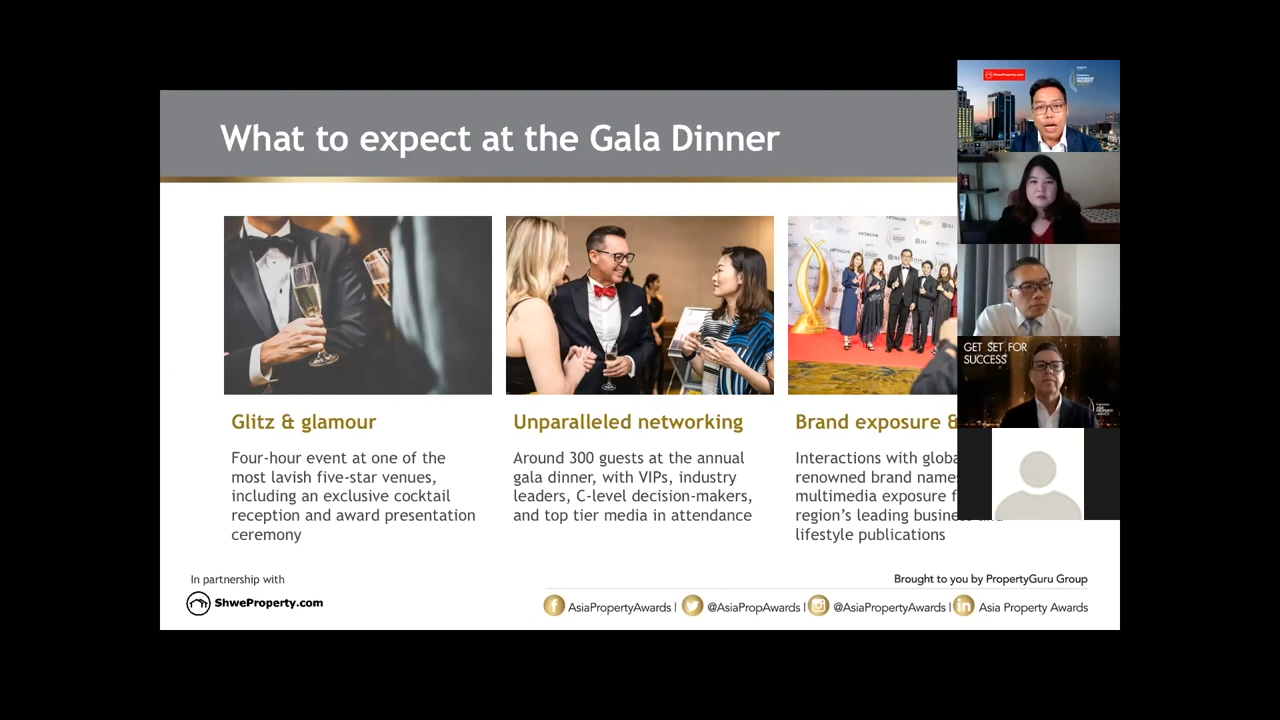 What to expect at the Gala Dinner
ShweProperty.com
GET SET FOR
SUCCESS
HITACHI
HITACHI
Glitz & glamour
Four-hour event at one of the
most lavish five-star venues,
including an exclusive cocktail
reception and award presentation
ceremony
Unparalleled networking
Around 300 guests at the annual
gala dinner, with VIPs, industry
leaders, C-level decision-makers,
and top tier media in attendance
Brand exposure &
Interactions with
renowned brand
multimedia exposure
region's leading
lifestyle publications
In partnership with
ShweProperty.com
Brought to you by PropertyGuru Group
AsiaPropertyAwards | @AsiaPropAwards | @AsiaPropertyAwards | Asia Property Awards